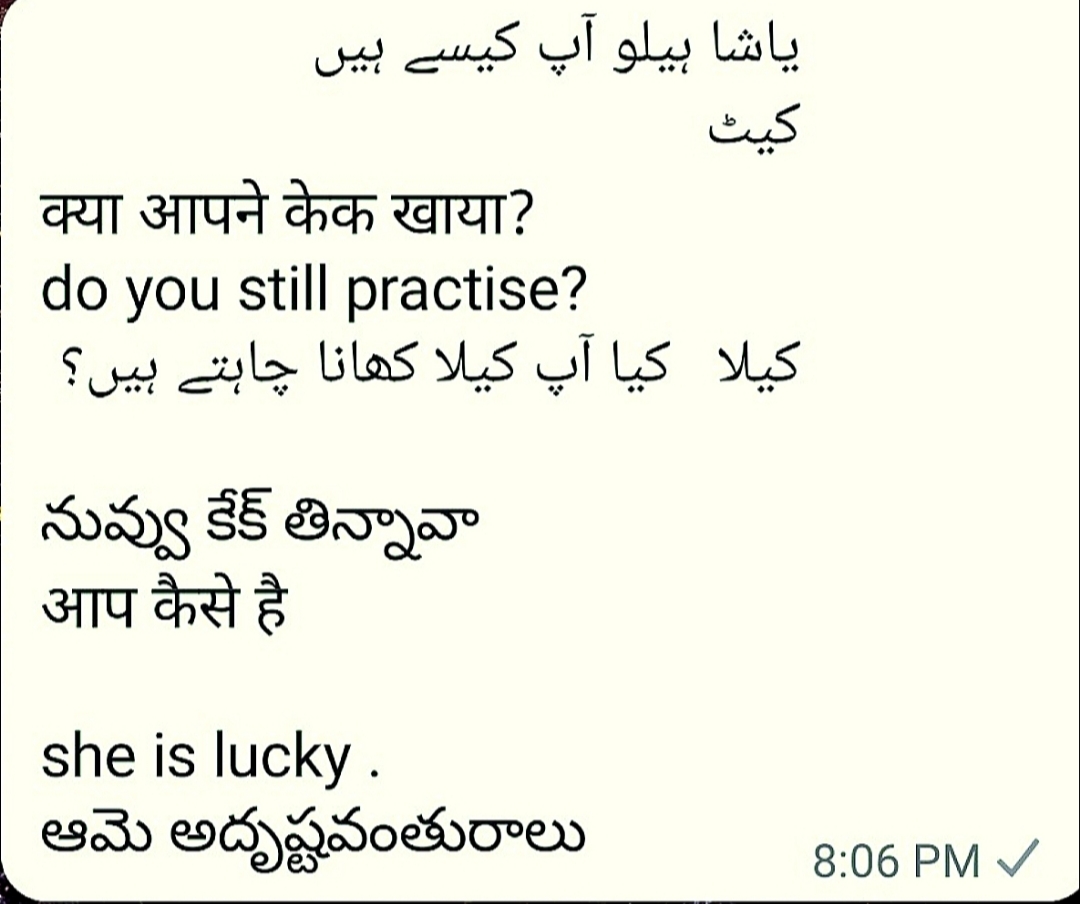 یاشا ہیلو آپ کیسے ہیں
کیٹ
क्या आपने केक खाया?
do you still practise?
کیلا  کیا آپ کیلا کھانا چاہتے ہیں؟
నువ్వు కేక్ తిన్నావా
आप कैसे है
she is lucky .
ఆమె అదృష్టవంతురాలు
8:06 PM ✓